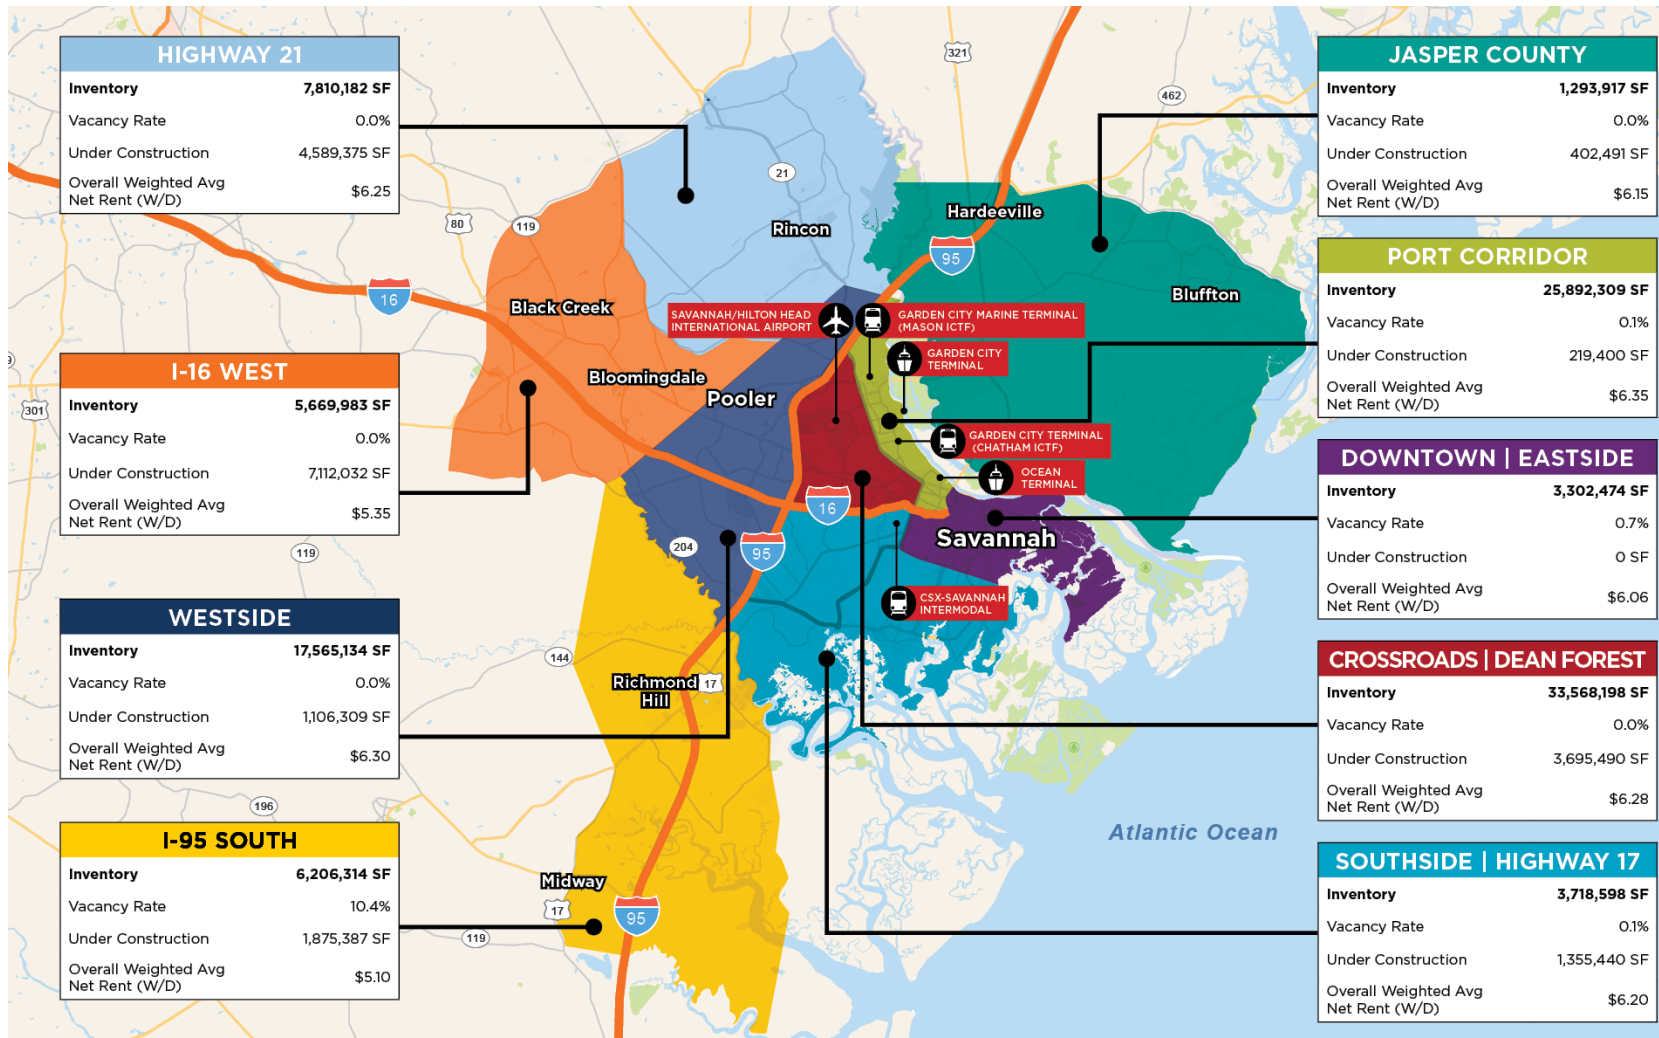 HIGHWAY 21
Inventory 7,810,182 SF
Vacancy Rate 0.0%
Under Construction 4,589,375 SF
Overall Weighted Avg
Net Rent (W/D) $6.25
I-16 WEST
Inventory 5,669,983 SF
Vacancy Rate 0.0%
Under Construction 7,112,032 SF
Overall Weighted Avg
Net Rent (W/D) $5.35
WESTSIDE
Inventory 17,565,134 SF
Vacancy Rate 0.0%
Under Construction 1,106,309 SF
Overall Weighted Avg
Net Rent (W/D) $6.30
I-95 SOUTH
Inventory 6,206,314 SF
Vacancy Rate 10.4%
Under Construction 1,875,387 SF
Overall Weighted Avg
Net Rent (W/D) $5.10
321
462
21
80
119
Rincon
Hardeeville
95
16
Black Creek
Bluffton
SAVANNAH/HILTON HEAD
INTERNATIONAL AIRPORT
GARDEN CITY MARINE TERMINAL
(MASON ICTF)
GARDEN CITY
TERMINAL
Bloomingdale
Pooler
301
GARDEN CITY TERMINAL
(CHATHAM ICTF)
OCEAN
TERMINAL
16
Savannah
204
95
119
CSX-SAVANNAH
INTERMODAL
144
Richmond
Hill
17
196
Atlantic Ocean
Midway
17
95
119
JASPER COUNTY
Inventory 1,293,917 SF
Vacancy Rate 0.0%
Under Construction 402,491 SF
Overall Weighted Avg
Net Rent (W/D) $6.15
PORT CORRIDOR
Inventory 25,892,309 SF
Vacancy Rate 0.1%
Under Construction 219,400 SF
Overall Weighted Avg
Net Rent (W/D) $6.35
DOWNTOWN | EASTSIDE
Inventory 3,302,474 SF
Vacancy Rate 0.7%
Under Construction 0 SF
Overall Weighted Avg
Net Rent (W/D) $6.06
CROSSROADS | DEAN FOREST
Inventory 33,568,198 SF
Vacancy Rate 0.0%
Under Construction 3,695,490 SF
Overall Weighted Avg
Net Rent (W/D) $6.28
SOUTHSIDE | HIGHWAY 17
Inventory 3,718,598 SF
Vacancy Rate 0.1%
Under Construction 1,355,440 SF
Overall Weighted Avg
Net Rent (W/D) $6.20